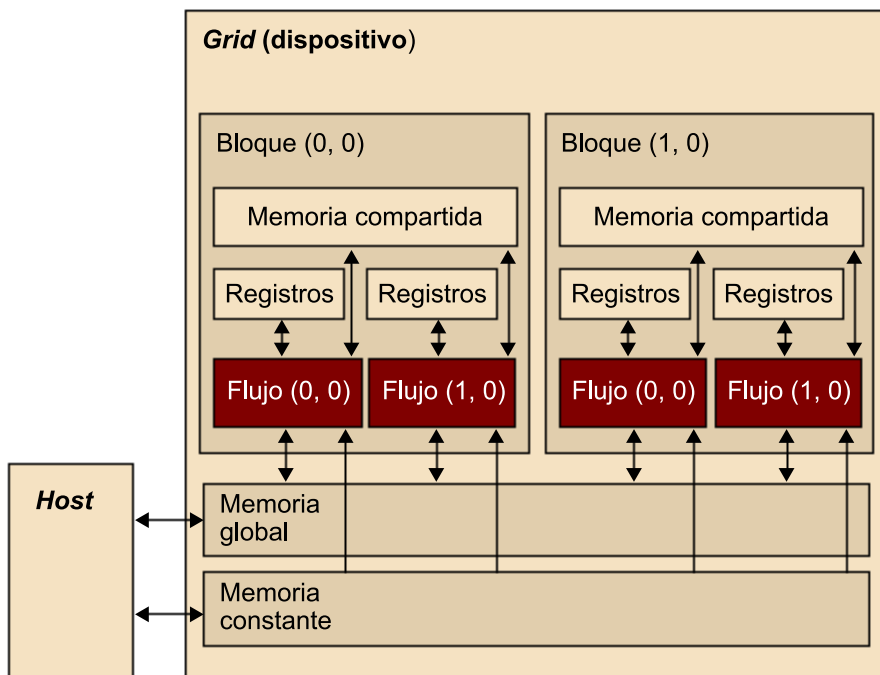 Grid (dispositivo)
Bloque (0, 0)
Memoria compartida
Registros
Registros
Flujo (0, 0)
Flujo (1, 0)
Bloque (1, 0)
Memoria compartida
Registros
Registros
Flujo (0, 0)
Flujo (1, 0)
Host
Memoria
global
Memoria
constante